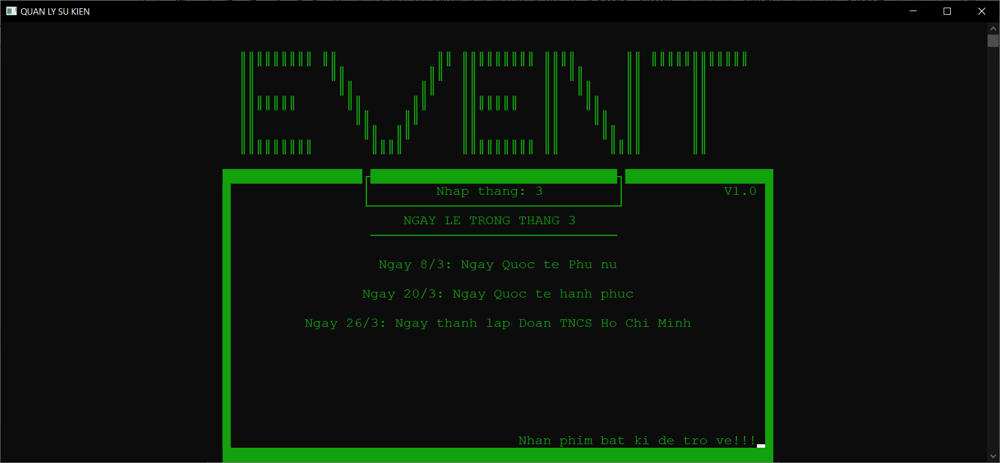 QUAN LY SU KIEN
EVENT
Nhap thang: 3
V1.0
NGAY LE TRONG THANG 3
Ngay 8/3: Ngay Quoc te Phu nu
Ngay 20/3: Ngay Quoc te hanh phuc
Ngay 26/3: Ngay thanh lap Doan TNCS Ho Chi Minh
Nhan phim bat ki de tro ve!!!